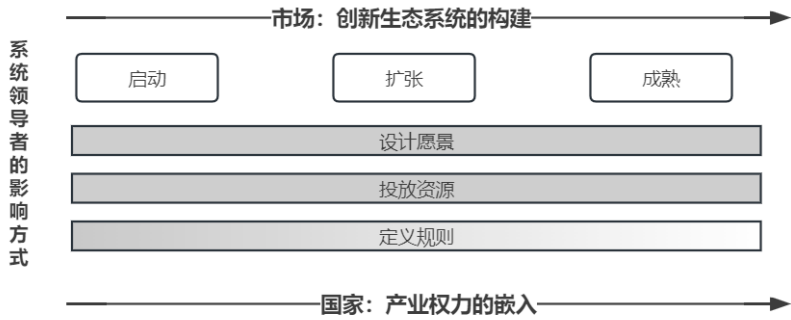 市场：创新生态系统的构建
系统领导者的影响方式
启动
扩张
成熟
设计愿景
投放资源
定义规则
国家：产业权力的嵌入